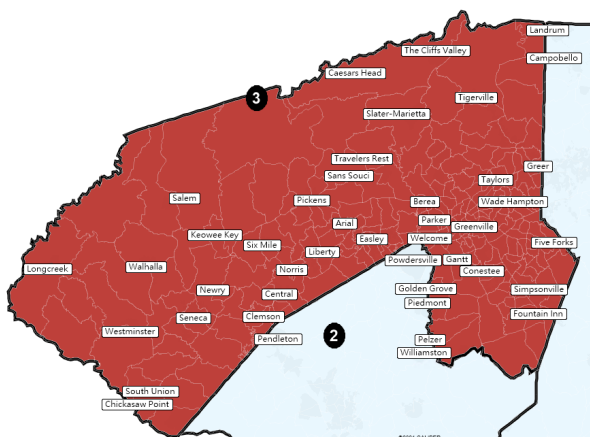 Landrum
The Cliffs Valley
Campobello
Caesars Head
3
Tigerville
Slater-Marietta
Travelers Rest
Greer
Sans Souci
Taylors
Salem
Pickens
Berea
Wade Hampton
Parker
Arial
Greenville
Keowee Key
Welcome
Easley
Six Mile
Five Forks
Liberty
Powdersville
Gantt
Longcreek
Walhalla
Norris
Conestee
Newry
Central
Golden Grove
Simpsonville
Piedmont
Seneca
Clemson
Fountain Inn
Westminster
2
Pendleton
Pelzer
Williamston
South Union
Chickasaw Point